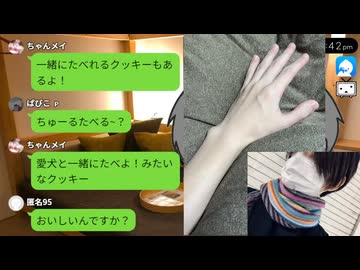 ちゃんメイ
一緒にたべれるクッキーもあ
るよ！
ぱぴこ P
ちゅーるたべる~？
ちゃんメイ
愛犬と一緒にたべよ！みたい
なクッキー
匿名95
おいしいんですか？
:42 pm